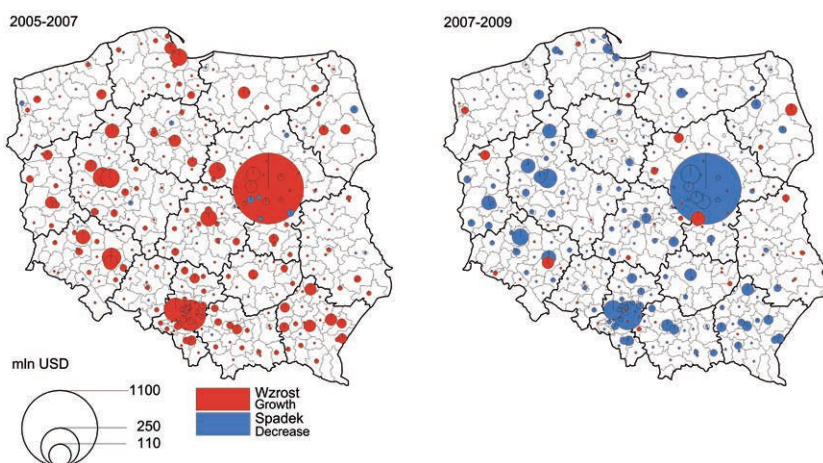 2005-2007
2007-2009
mln USD
1100
250
110
Wzrost
Growth
Spadek
Decrease